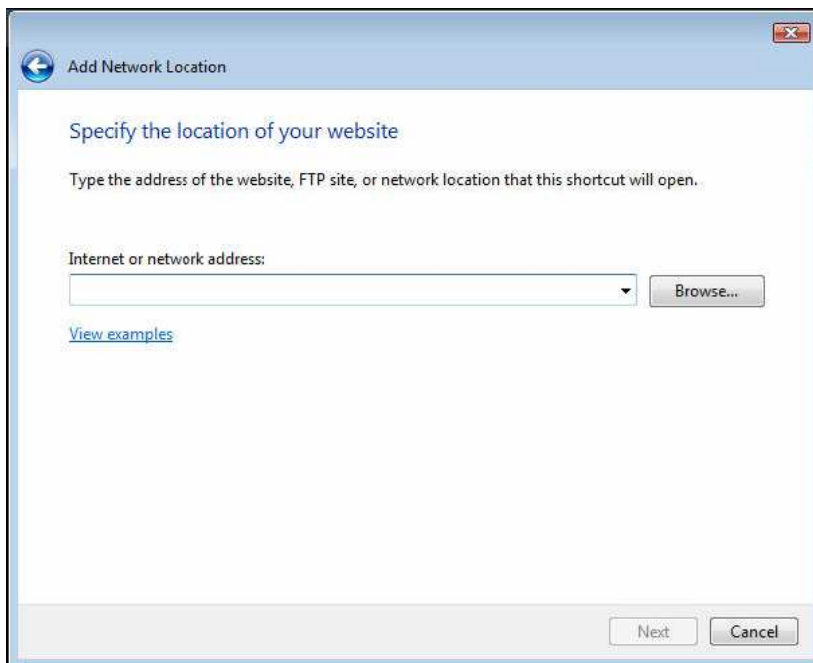 Add Network Location
Specify the location of your website
Type the address of the website, FTP site, or network location that this shortcut will open.
Internet or network address:
Browse...
View examples
Next
Cancel